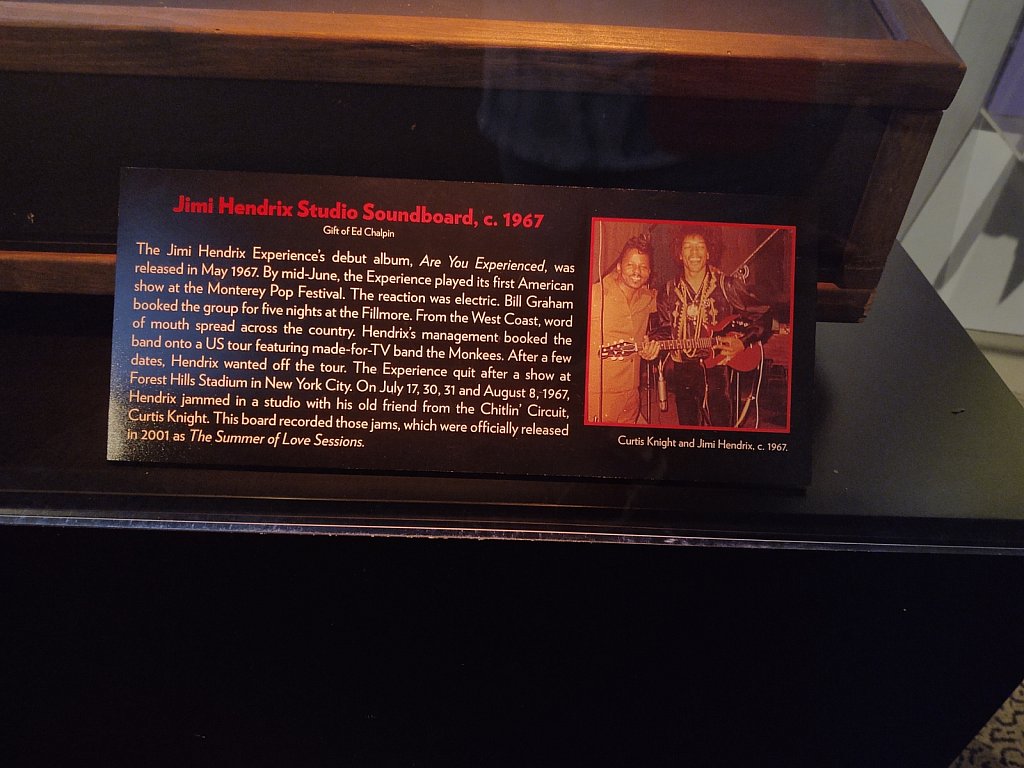 Jimi Hendrix Studio Soundboard, c. 1967
Gift of Ed Chalpin
The Jimi Hendrix Experience's debut album, Are You Experienced, was
released in May 1967. By mid-June, the Experience played its first American
show at the Monterey Pop Festival. The reaction was electric. Bill Graham
booked the group for five nights at the Fillmore. From the West Coast, word
of mouth spread across the country. Hendrix's management booked the
band onto a US tour featuring made-for-TV band the Monkees. After a few
dates, Hendrix wanted off the tour. The Experience quit after a show at
Forest Hills Stadium in New York City. On July 17, 30, 31 and August 8, 1967,
Hendrix jammed in a studio with his old friend from the Chitlin' Circuit,
Curtis Knight. This board recorded those jams, which were officially released
in 2001 as The Summer of Love Sessions.
Curtis Knight and Jimi Hendrix, c. 1967.